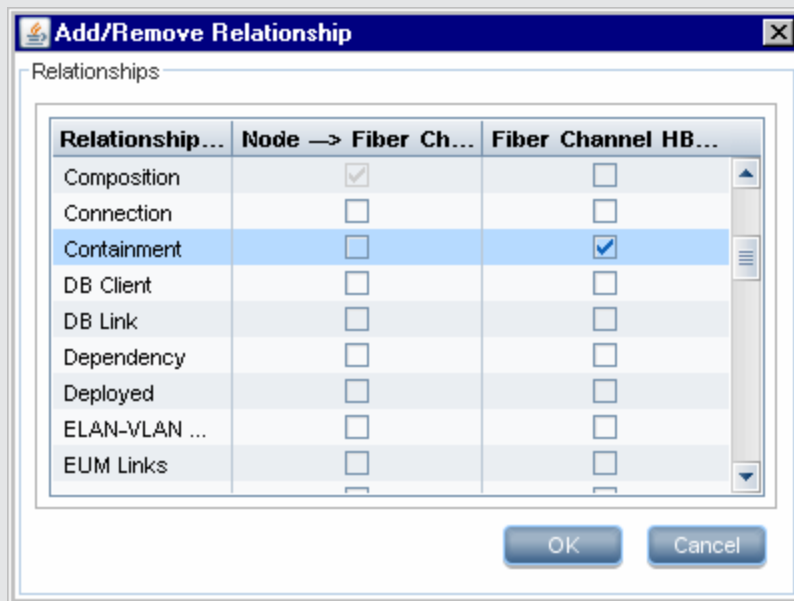 Add/Remove Relationship
Relationships
Relationship... Node —> Fiber Ch... Fiber Channel HB...
Composition
Connection
Containment
DB Client
DB Link
Dependency
Deployed
ELAN-VLAN ...
EUM Links
OK Cancel